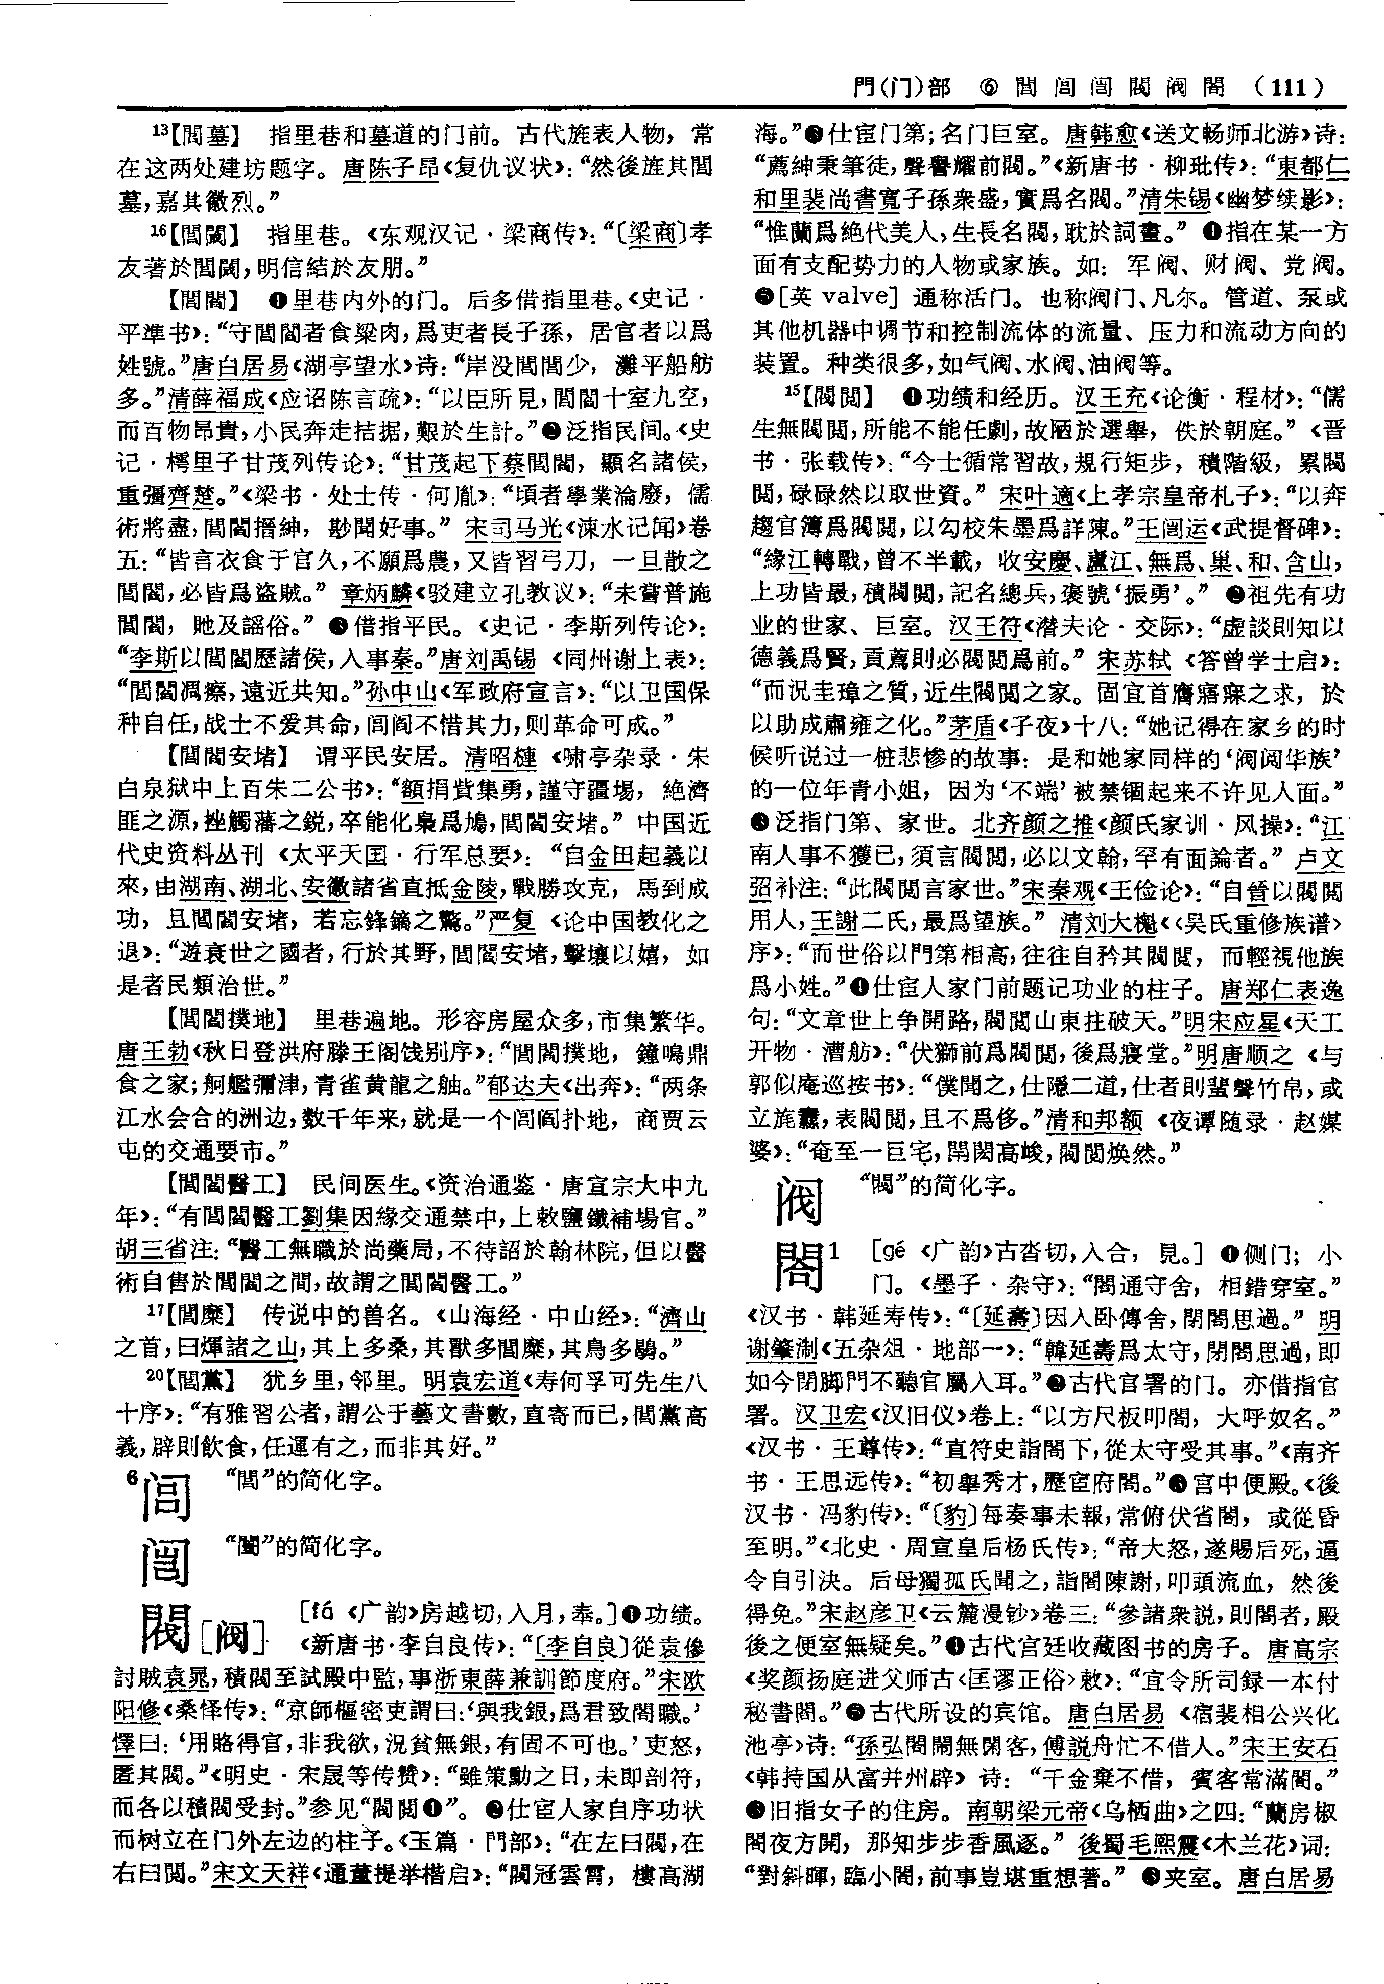 門(门)部 ⑥ 閭 闾 訚 閥 阀 閤 (111)
¹³【閭墓】 指里巷和墓道的门前。古代旌表人物，常
在这两处建坊题字。唐陈子昂《复仇议状》：“然後旌其閭
墓，嘉其徽烈。”
¹⁶【閭閾】 指里巷。《东观汉记·梁商传》：“〔梁商〕孝
友著於閭閾，明信結於友朋。”
【閭閻】 ❶里巷内外的门。后多借指里巷。《史记·
平準书》：“守閭閻者食粱肉，爲吏者長子孫，居官者以爲
姓號。”唐白居易《湖亭望水》诗：“岸没閭閻少，灘平船舫
多。”清薛福成《应诏陈言疏》：“以臣所見，閭閻十室九空，
而百物昂貴，小民奔走拮据，艱於生計。”❷泛指民间。《史
记·樗里子甘茂列传论》：“甘茂起下蔡閭閻，顯名諸侯，
重彊齊楚。”《梁书·处士传·何胤》：“頃者學業淪廢，儒
術將盡，閭閻搢紳，尠聞好事。” 宋司马光《涑水记闻》卷
五：“皆言衣食于官久，不願爲農，又皆習弓刀，一旦散之
閭閻，必皆爲盜賊。” 章炳麟《驳建立孔教议》：“未嘗普施
閭閻，貤及謡俗。”❸借指平民。《史记·李斯列传论》：
“李斯以閭閻歷諸侯，入事秦。”唐刘禹锡《同州谢上表》：
“閭閻凋瘵，遠近共知。”孙中山《军政府宣言》：“以卫国保
种自任，战士不爱其命，闾阎不惜其力，则革命可成。”
【閭閻安堵】 谓平民安居。清昭槤《啸亭杂录·朱
白泉狱中上百朱二公书》：“額捐貲集勇，謹守疆埸，絶濟
匪之源，挫觸藩之鋭，卒能化梟爲鳩，閭閻安堵。” 中国近
代史资料丛刊《太平天国·行军总要》：“自金田起義以
來，由湖南、湖北、安徽諸省直抵金陵，戰勝攻克，馬到成
功，且閭閻安堵，若忘鋒鏑之驚。”严复《论中国教化之
退》：“遊衰世之國者，行於其野，閭閻安堵，擊壤以嬉，如
是者民類治世。”
【閭閻撲地】 里巷遍地。形容房屋众多，市集繁华。
唐王勃《秋日登洪府滕王阁饯别序》：“閭閻撲地，鐘鳴鼎
食之家；舸艦彌津，青雀黄龍之舳。”郁达夫《出奔》：“两条
江水会合的洲边，数千年来，就是一个闾阎扑地，商贾云
屯的交通要市。”
【閭閻醫工】 民间医生。《资治通鉴·唐宣宗大中九
年》：“有閭閻醫工劉集因緣交通禁中，上敕鹽鐵補場官。”
胡三省注：“醫工無職於尚藥局，不待詔於翰林院，但以醫
術自售於閭閻之間，故謂之閭閻醫工。”
¹⁷【閭麋】 传说中的兽名。《山海经·中山经》：“濟山
之首，曰煇諸之山，其上多桑，其獸多閭麋，其鳥多鶡。”
²⁰【閭黨】 犹乡里，邻里。明袁宏道《寿何孚可先生八
十序》：“有雅習公者，謂公于藝文書數，直寄而已，閭黨高
義，辟則飲食，任運有之，而非其好。”
⁶闾 “閭”的简化字。
訚 “誾”的简化字。
閥[阀] [fá 《广韵》房越切，入月，奉。]❶功绩。
《新唐书·李自良传》：“〔李自良〕從袁傪
討賊袁晁，積閥至試殿中監，事浙東薛兼訓節度府。”宋欧
阳修《桑怿传》：“京師樞密吏謂曰：‘與我銀，爲君致閤職。’
懌曰：‘用賂得官，非我欲，況貧無銀，有固不可也。’吏怒，
匿其閥。”《明史·宋晟等传赞》：“雖策勳之日，未即剖符，
而各以積閥受封。”参见“閥閲❶”。❷仕宦人家自序功状
而树立在门外左边的柱子。《玉篇·門部》：“在左曰閥，在
右曰閲。”宋文天祥《通董提举楷启》：“閥冠雲霄，樓高湖
海。”❸仕宦门第；名门巨室。唐韩愈《送文畅师北游》诗：
“薦紳秉筆徒，聲譽耀前閥。”《新唐书·柳玭传》：“東都仁
和里裴尚書寬子孫衆盛，實爲名閥。”清朱锡《幽梦续影》：
“惟蘭爲絶代美人，生長名閥，耽於詞畫。” ❹指在某一方
面有支配势力的人物或家族。如：军阀、财阀、党阀。
❺[英 valve] 通称活门。也称阀门、凡尔。管道、泵或
其他机器中调节和控制流体的流量、压力和流动方向的
装置。种类很多，如气阀、水阀、油阀等。
¹⁵【閥閲】 ❶功绩和经历。汉王充《论衡·程材》：“儒
生無閥閲，所能不能任劇，故陋於選舉，佚於朝庭。”《晋
书·张载传》：“今士循常習故，規行矩步，積階級，累閥
閲，碌碌然以取世資。” 宋叶適《上孝宗皇帝札子》：“以奔
趨官簿爲閥閲，以勾校朱墨爲詳陳。”王闿运《武提督碑》：
“緣江轉戰，曾不半載，收安慶、廬江、無爲、巢、和、含山，
上功皆最，積閥閲，記名總兵，褒號‘振勇’。” ❷祖先有功
业的世家、巨室。汉王符《潜夫论·交际》：“虚談則知以
德義爲賢，貢薦則必閥閲爲前。” 宋苏轼《答曾学士启》：
“而況圭璋之質，近生閥閲之家。固宜首膺寤寐之求，於
以助成肅雍之化。”茅盾《子夜》十八：“她记得在家乡的时
候听说过一桩悲惨的故事：是和她家同样的‘阀阅华族’
的一位年青小姐，因为‘不端’被禁锢起来不许见人面。”
❸泛指门第、家世。北齐颜之推《颜氏家训·风操》：“江
南人事不獲已，須言閥閲，必以文翰，罕有面論者。” 卢文
弨补注：“此閥閲言家世。”宋秦观《王俭论》：“自晉以閥閲
用人，王謝二氏，最爲望族。” 清刘大櫆《〈吴氏重修族谱〉
序》：“而世俗以門第相高，往往自矜其閥閲，而輕視他族
爲小姓。”❹仕宦人家门前题记功业的柱子。唐郑仁表逸
句：“文章世上争開路，閥閲山東拄破天。”明宋应星《天工
开物·漕舫》：“伏獅前爲閥閲，後爲寢堂。”明唐顺之《与
郭似庵巡按书》：“僕聞之，仕隱二道，仕者則蜚聲竹帛，或
立旄纛，表閥閲，且不爲侈。”清和邦额《夜谭随录·赵媒
婆》：“奄至一巨宅，閈閎高峻，閥閲焕然。”
阀 “閥”的简化字。
閤¹ [gé 《广韵》古沓切，入合，見。] ❶侧门；小
门。《墨子·杂守》：“閤通守舍，相錯穿室。”
《汉书·韩延寿传》：“〔延壽〕因入卧傳舍，閉閤思過。” 明
谢肇淛《五杂俎·地部一》：“韓延壽爲太守，閉閤思過，即
如今閉脚門不聽官屬入耳。”❷古代官署的门。亦借指官
署。汉卫宏《汉旧仪》卷上：“以方尺板叩閤，大呼奴名。”
《汉书·王尊传》：“直符史詣閤下，從太守受其事。”《南齐
书·王思远传》：“初舉秀才，歷宦府閤。”❸宫中便殿。《後
汉书·冯豹传》：“〔豹〕每奏事未報，常俯伏省閤，或從昏
至明。”《北史·周宣皇后杨氏传》：“帝大怒，遂賜后死，逼
令自引決。后母獨孤氏聞之，詣閤陳謝，叩頭流血，然後
得免。”宋赵彦卫《云麓漫钞》卷三：“參諸衆説，則閤者，殿
後之便室無疑矣。”❹古代宫廷收藏图书的房子。唐高宗
《奖颜扬庭进父师古〈匡谬正俗〉敕》：“宜令所司録一本付
秘書閤。”❺古代所设的宾馆。唐白居易《宿裴相公兴化
池亭》诗：“孫弘閤鬧無閑客，傅説舟忙不借人。”宋王安石
《韩持国从富并州辟》诗：“千金棄不惜，賓客常滿閤。”
❻旧指女子的住房。南朝梁元帝《乌栖曲》之四：“蘭房椒
閤夜方開，那知步步香風逐。” 後蜀毛熙震《木兰花》词：
“對斜暉，臨小閤，前事豈堪重想著。” ❼夹室。唐白居易